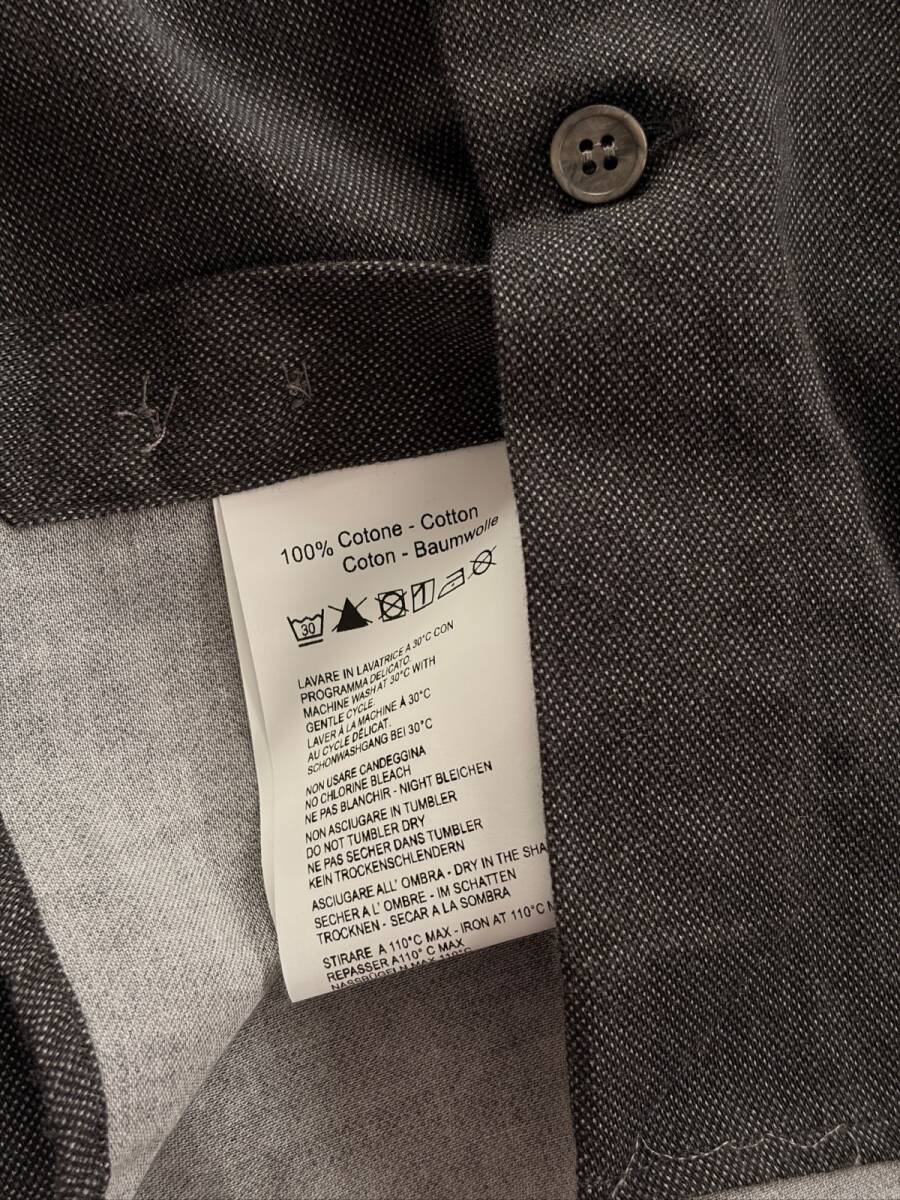 100% Cotone - Cotton
Coton - Baumwolle
30
LAVARE IN LAVATRICE A 30°C CON
PROGRAMMA DELICATO.
MACHINE WASH AT 30°C WITH
GENTLE CYCLE.
LAVER À LA MACHINE À 30°C
AU CYCLE DÉLICAT.
SCHONWASHGANG BEI 30°C
NON USARE CANDEGGINA
NO CHLORINE BLEACH
NE PAS BLANCHIR - NIGHT BLEICHEN
NON ASCIUGARE IN TUMBLER
DO NOT TUMBLER DRY
NE PAS SECHER DANS TUMBLER
KEIN TROCKENSCHLENDERN
ASCIUGARE ALL' OMBRA - DRY IN THE SHA
SECHER A L' OMBRE - IM SCHATTEN
TROCKNEN - SECAR A LA SOMBRA
STIRARE A 110°C MAX - IRON AT 110°C M
REPASSER A 110° C MAX
NASSBÜGELN MAX 110°C